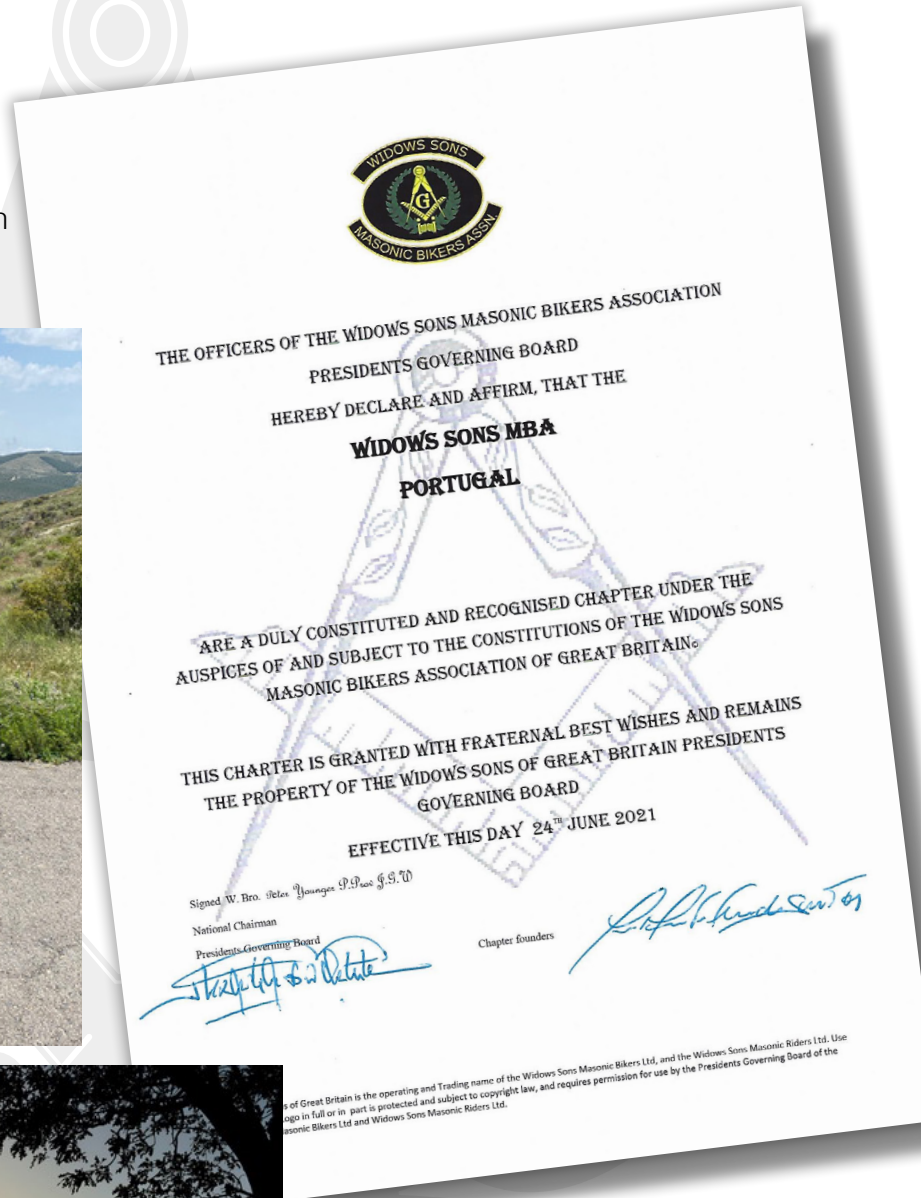 n
WIDOWS SONS
G
MASONIC BIKERS ASSN.
THE OFFICERS OF THE WIDOWS SONS MASONIC BIKERS ASSOCIATION
PRESIDENTS GOVERNING BOARD
HEREBY DECLARE AND AFFIRM, THAT THE
WIDOWS SONS MBA
PORTUGAL
ARE A DULY CONSTITUTED AND RECOGNISED CHAPTER UNDER THE
AUSPICES OF AND SUBJECT TO THE CONSTITUTIONS OF THE WIDOWS SONS
MASONIC BIKERS ASSOCIATION OF GREAT BRITAIN.
THIS CHARTER IS GRANTED WITH FRATERNAL BEST WISHES AND REMAINS
THE PROPERTY OF THE WIDOWS SONS OF GREAT BRITAIN PRESIDENTS
GOVERNING BOARD
EFFECTIVE THIS DAY 24TH JUNE 2021
Signed W. Bro. Peter Younger P.Prov J.G.W
National Chairman
Presidents Governing Board
Chapter founders
s of Great Britain is the operating and Trading name of the Widows Sons Masonic Bikers Ltd, and the Widows Sons Masonic Riders Ltd. Use
ogo in full or in part is protected and subject to copyright law, and requires permission for use by the Presidents Governing Board of the
asonic Bikers Ltd and Widows Sons Masonic Riders Ltd.